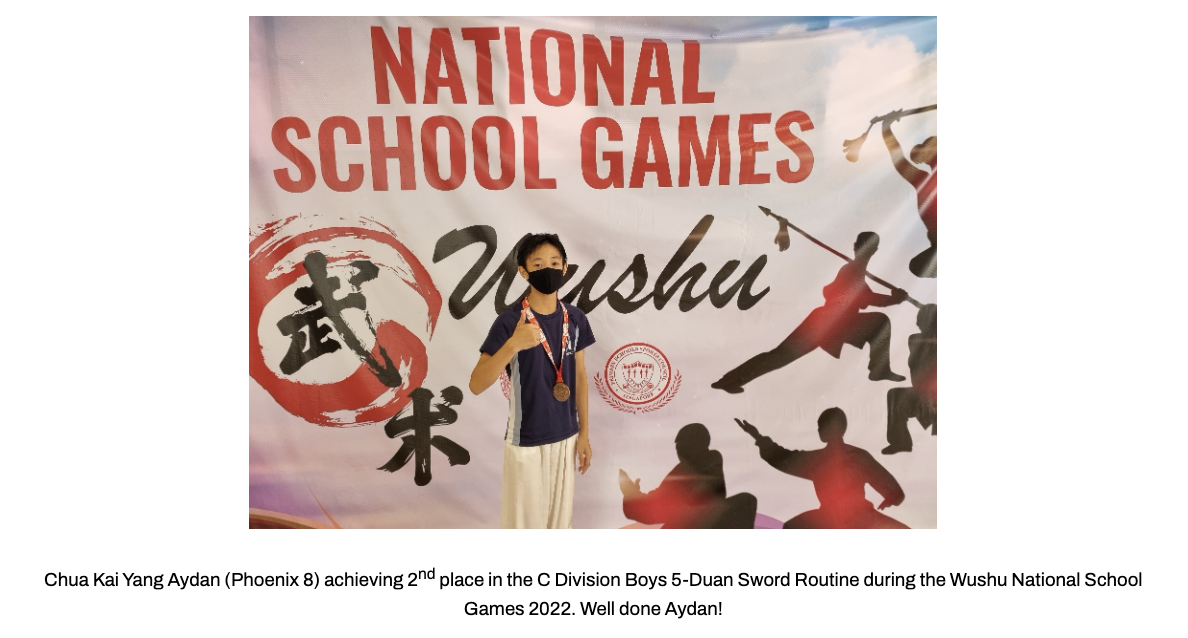 NATIONAL
SCHOOL GAMES
Wushu
武
术
SINGAPORE
Chua Kai Yang Aydan (Phoenix 8) achieving 2nd place in the C Division Boys 5-Duan Sword Routine during the Wushu National School
Games 2022. Well done Aydan!